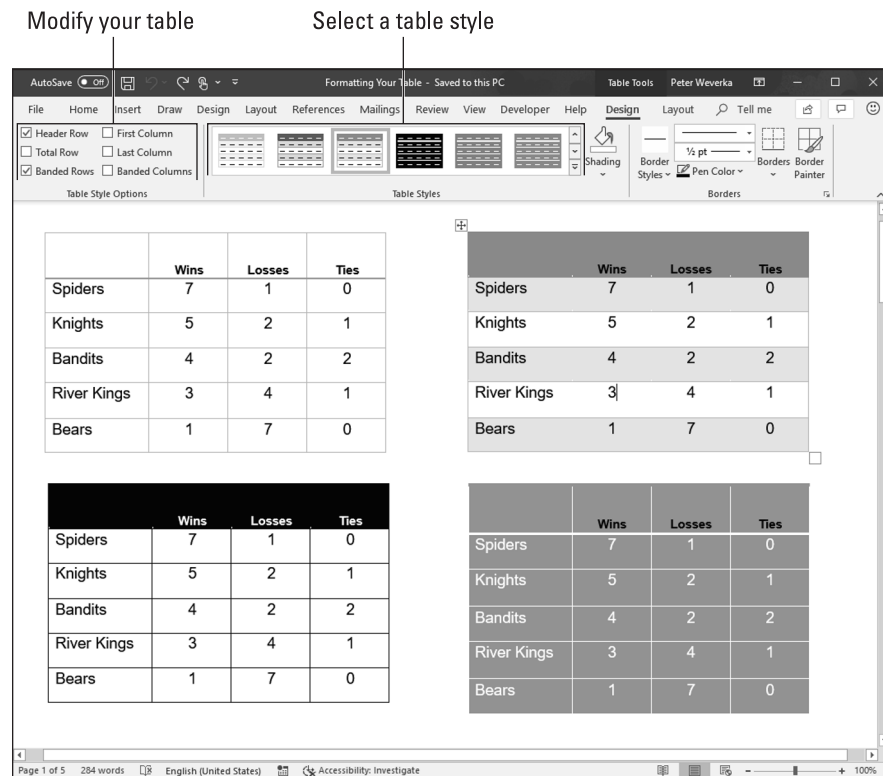 Modify your table
Select a table style
AutoSave Off
Formatting Your Table - Saved to this PC
Table Tools
Peter Weverka
File Home Insert Draw Design Layout References Mailings Review View Developer Help Design Layout Tell me
Header Row First Column
Total Row Last Column
Banded Rows Banded Columns
Table Style Options
Table Styles
Shading
Border Styles
½ pt
Pen Color
Borders
Border Painter
Borders
Wins Losses Ties
Spiders 7 1 0
Knights 5 2 1
Bandits 4 2 2
River Kings 3 4 1
Bears 1 7 0
Wins Losses Ties
Spiders 7 1 0
Knights 5 2 1
Bandits 4 2 2
River Kings 3 4 1
Bears 1 7 0
Wins Losses Ties
Spiders 7 1 0
Knights 5 2 1
Bandits 4 2 2
River Kings 3 4 1
Bears 1 7 0
Wins Losses Ties
Spiders 7 1 0
Knights 5 2 1
Bandits 4 2 2
River Kings 3 4 1
Bears 1 7 0
Page 1 of 5 284 words English (United States) Accessibility: Investigate 100%